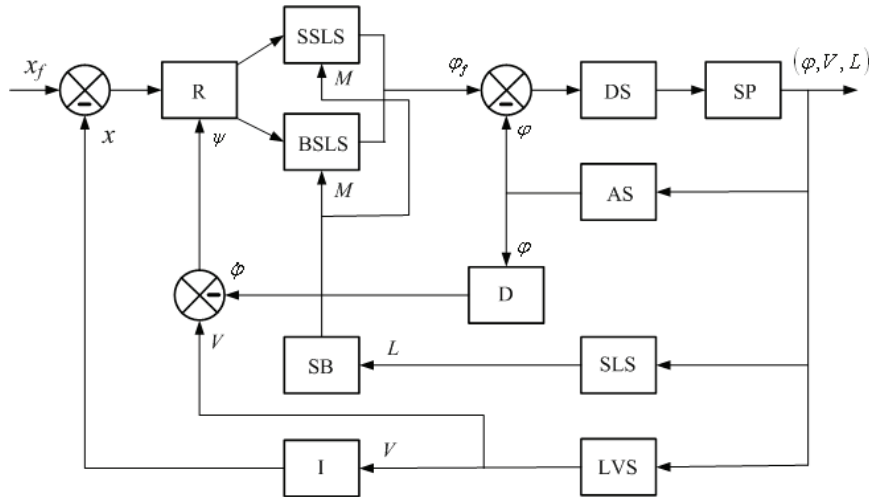 SSLS
(φ, V, L)
x_f
M
φ_f
R
DS
SP
x
ψ
BSLS
φ
M
AS
φ
φ̇
D
V
L
SB
SLS
V
I
LVS